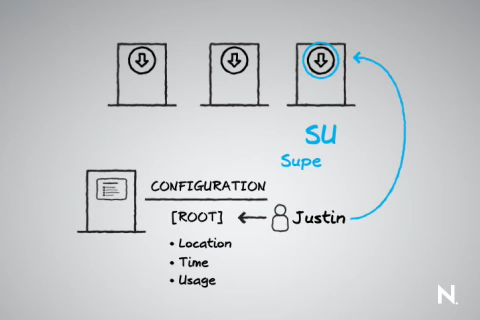 SU
Supe
CONFIGURATION
[ROOT]
Justin
• Location
• Time
• Usage
N.